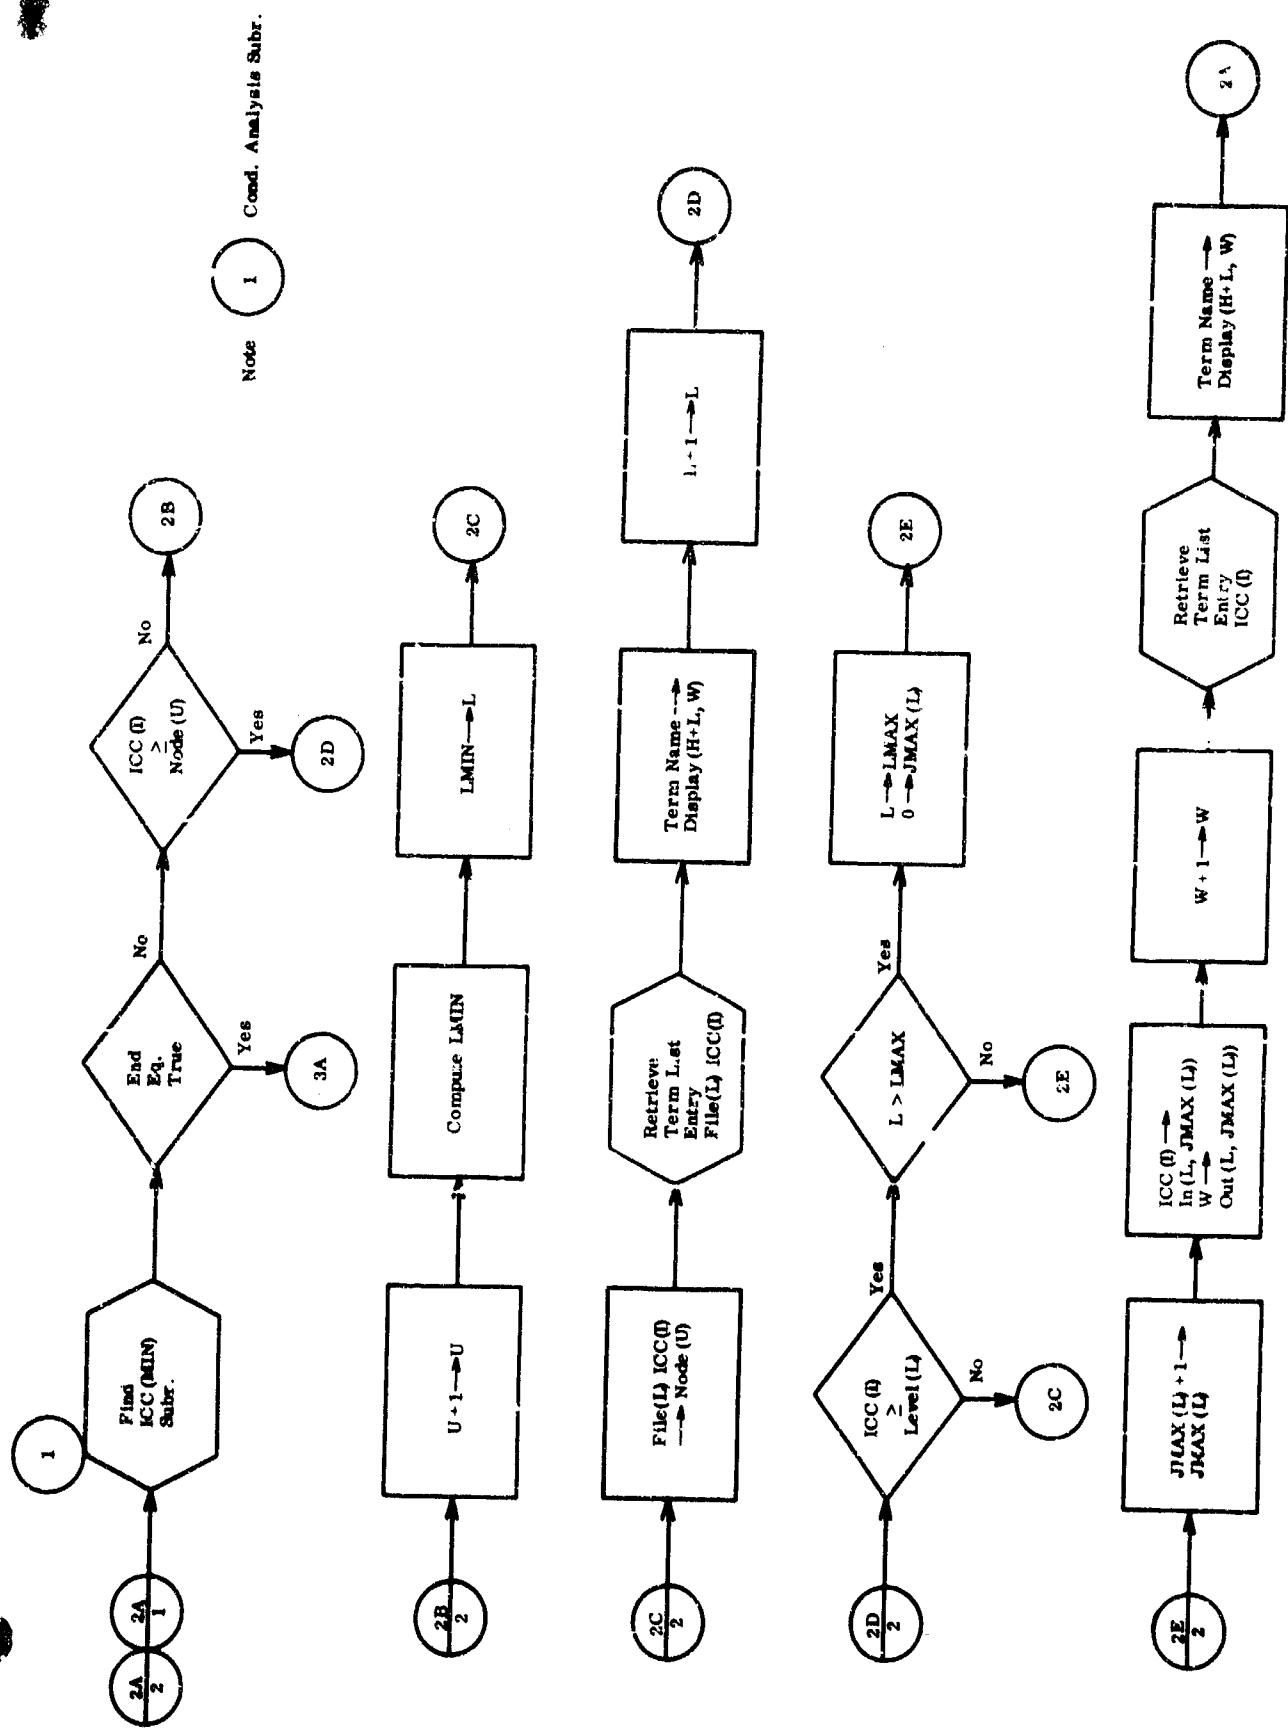 2A
2
2A
1
1
Find
ICC (MIN)
Subr.
End
Eq.
True
No
Yes
3A
ICC (I)
≥
Node (U)
No
2B
Yes
2D
Note
1
Cond. Analysis Subr.
2B
2
U + 1 → U
Compute LMIN
LMIN → L
2C
2C
2
File(L) ICC(I)
→ Node (U)
Retrieve
Term List
Entry
File(L) ICC(I)
Term Name →
Display (H+L, W)
L + 1 → L
2D
2D
2
ICC (I)
≥
Level (L)
Yes
No
2C
L > LMAX
Yes
No
2E
L → LMAX
0 → JMAX (L)
2E
2E
2
JMAX (L) + 1 →
JMAX (L)
ICC (I) →
In (L, JMAX (L))
W →
Out (L, JMAX (L))
W + 1 → W
Retrieve
Term List
Entry
ICC (I)
Term Name →
Display (H+L, W)
2A